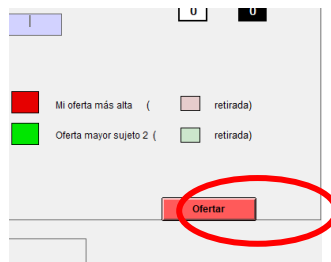 0 0
Mi oferta más alta ( retirada)
Oferta mayor sujeto 2 ( retirada)
Ofertar